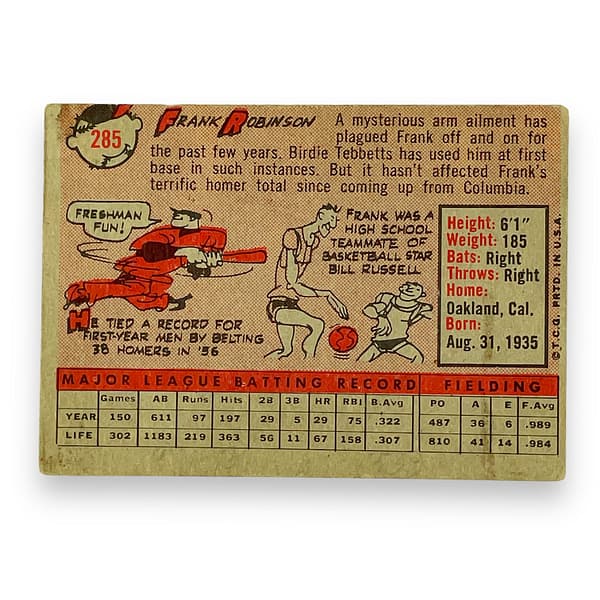 285
FRANK ROBINSON
A mysterious arm ailment has
plagued Frank off and on for
the past few years. Birdie Tebbetts has used him at first
base in such instances. But it hasn't affected Frank's
terrific homer total since coming up from Columbia.
FRESHMAN
FUN!
HE TIED A RECORD FOR
FIRST-YEAR MEN BY BELTING
38 HOMERS IN '56
FRANK WAS A
HIGH SCHOOL
TEAMMATE OF
BASKETBALL STAR
BILL RUSSELL
Height: 6'1"
Weight: 185
Bats: Right
Throws: Right
Home:
Oakland, Cal.
Born:
Aug. 31, 1935
© T.C.G. PRTD. IN U.S.A.
MAJOR LEAGUE BATTING RECORD FIELDING
Games AB Runs Hits 2B 3B HR RBI B.Avg PO A E F.Avg
YEAR 150 611 97 197 29 5 29 75 .322 487 36 6 .989
LIFE 302 1183 219 363 56 11 67 158 .307 810 41 14 .984